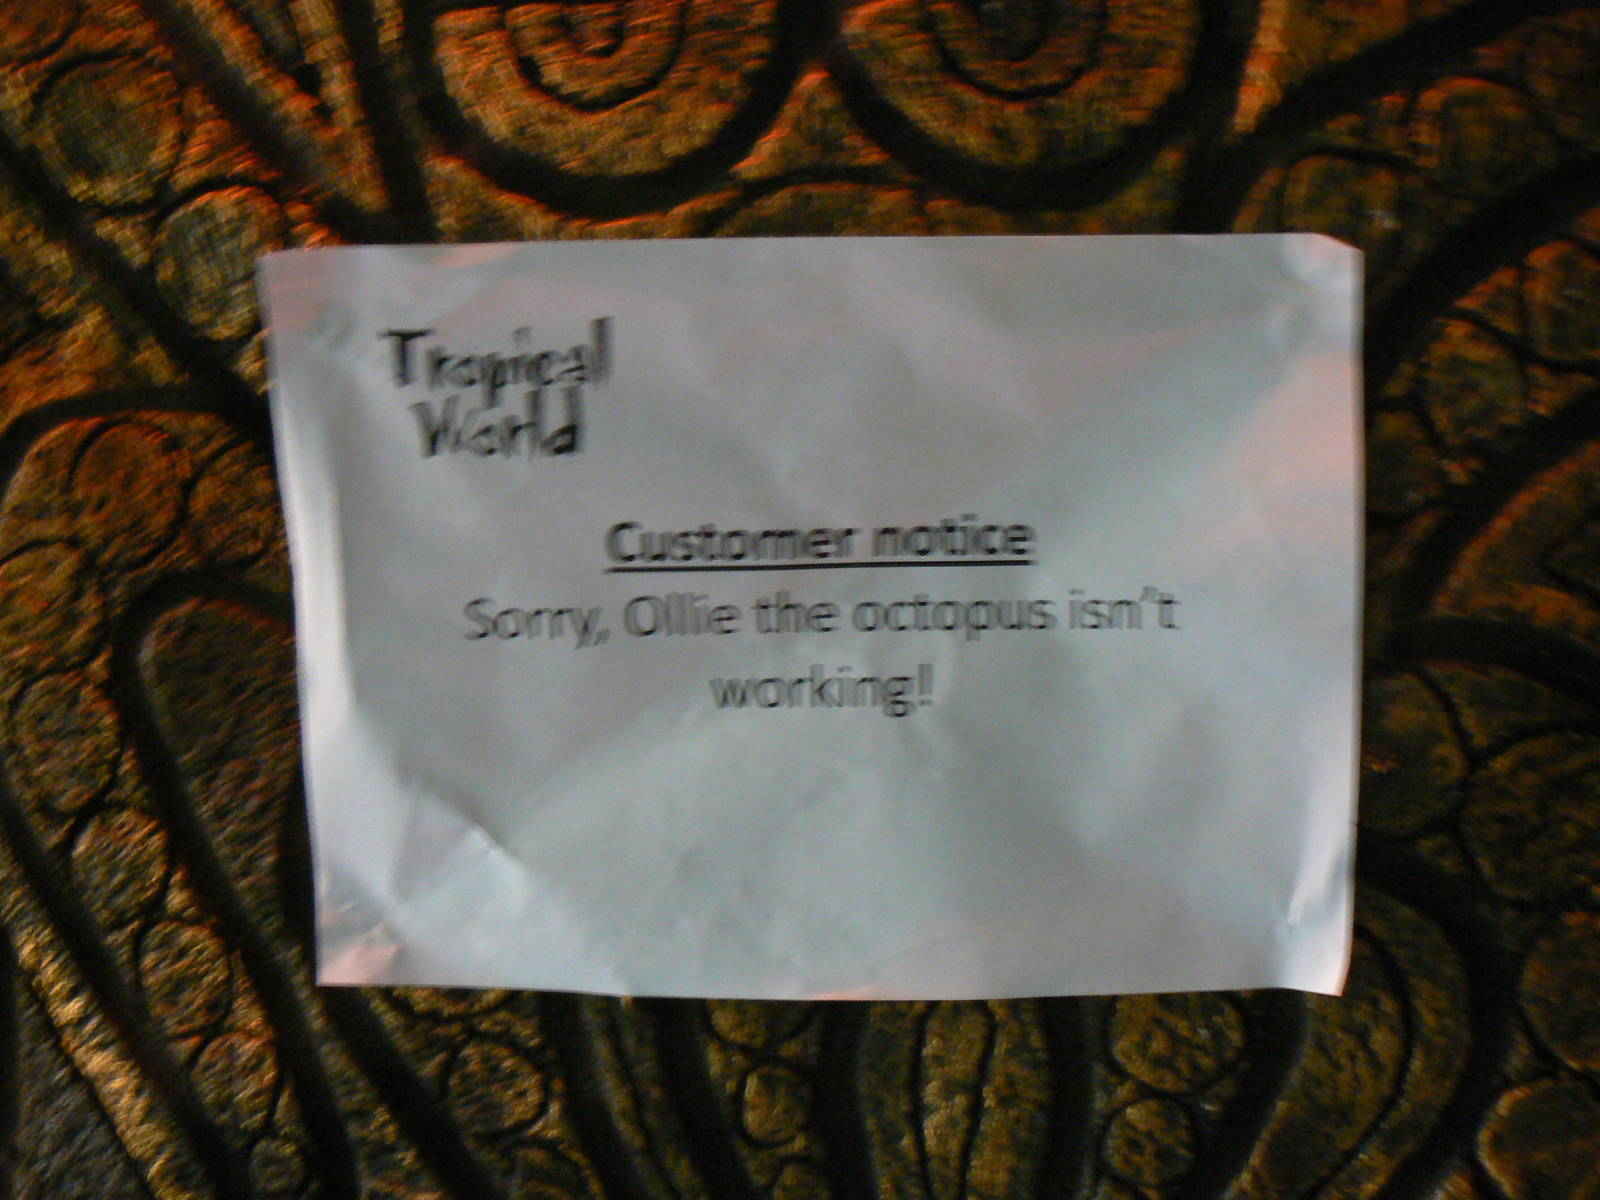 Tropical
World
Customer notice
Sorry, Ollie the octopus isn't
working!